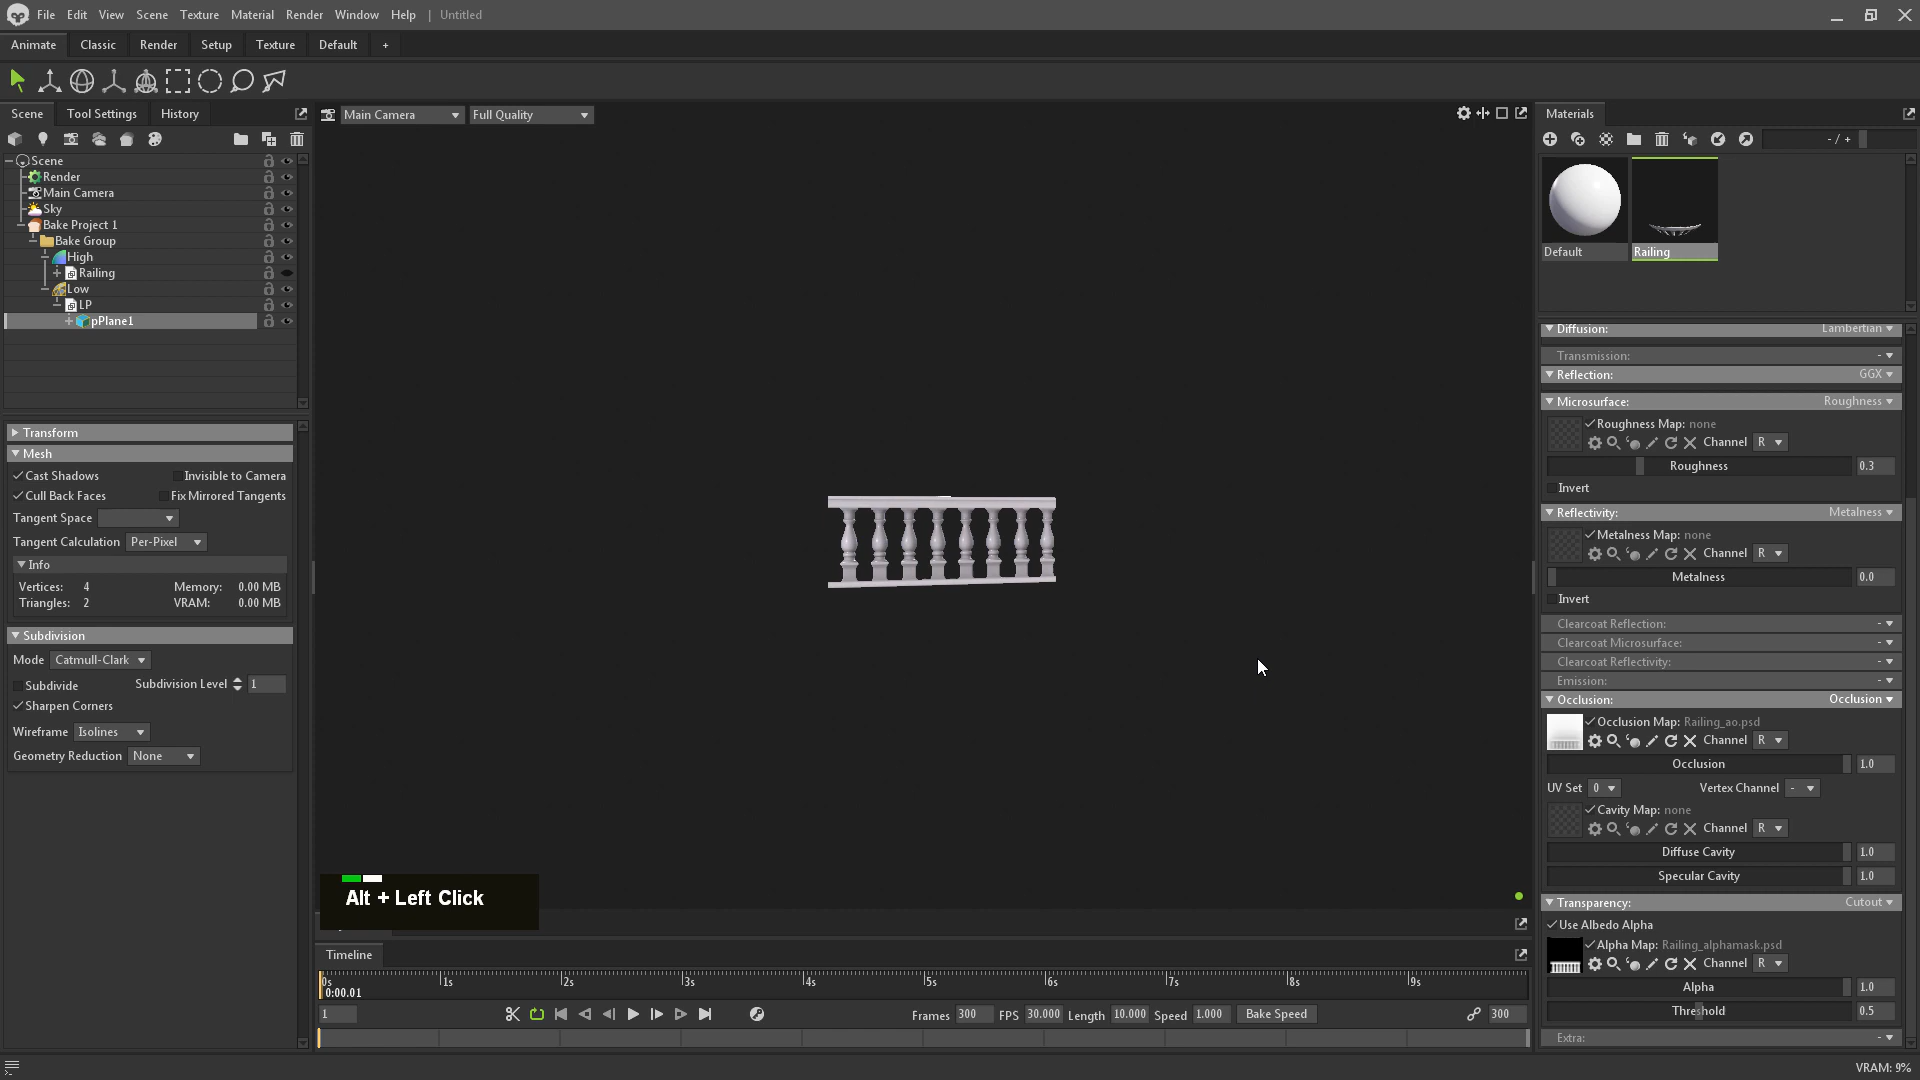 File Edit View Scene Texture Material Render Window Help | Untitled
Animate Classic Render Setup Texture Default +
Scene Tool Settings History
Main Camera Full Quality
Materials
- / +
Scene
Render
Main Camera
Sky
Bake Project 1
Bake Group
High
Railing
Low
LP
pPlane1
Default Railing
Transform
Mesh
Cast Shadows Invisible to Camera
Cull Back Faces Fix Mirrored Tangents
Tangent Space
Tangent Calculation Per-Pixel
Info
Vertices: 4 Memory: 0.00 MB
Triangles: 2 VRAM: 0.00 MB
Subdivision
Mode Catmull-Clark
Subdivide Subdivision Level 1
Sharpen Corners
Wireframe Isolines
Geometry Reduction None
Diffusion: Lambertian
Transmission: -
Reflection: GGX
Microsurface: Roughness
Roughness Map: none
Channel R
Roughness 0.3
Invert
Reflectivity: Metalness
Metalness Map: none
Channel R
Metalness 0.0
Invert
Clearcoat Reflection: -
Clearcoat Microsurface: -
Clearcoat Reflectivity: -
Emission: -
Occlusion: Occlusion
Occlusion Map: Railing_ao.psd
Channel R
Occlusion 1.0
UV Set 0 Vertex Channel -
Cavity Map: none
Channel R
Diffuse Cavity 1.0
Specular Cavity 1.0
Transparency: Cutout
Use Albedo Alpha
Alpha Map: Railing_alphamask.psd
Channel R
Alpha 1.0
Threshold 0.5
Extra: -
Alt + Left Click
Timeline
0s 1s 2s 3s 4s 5s 6s 7s 8s 9s
0:00.01
1 Frames 300 FPS 30.000 Length 10.000 Speed 1.000 Bake Speed 300
VRAM: 9%